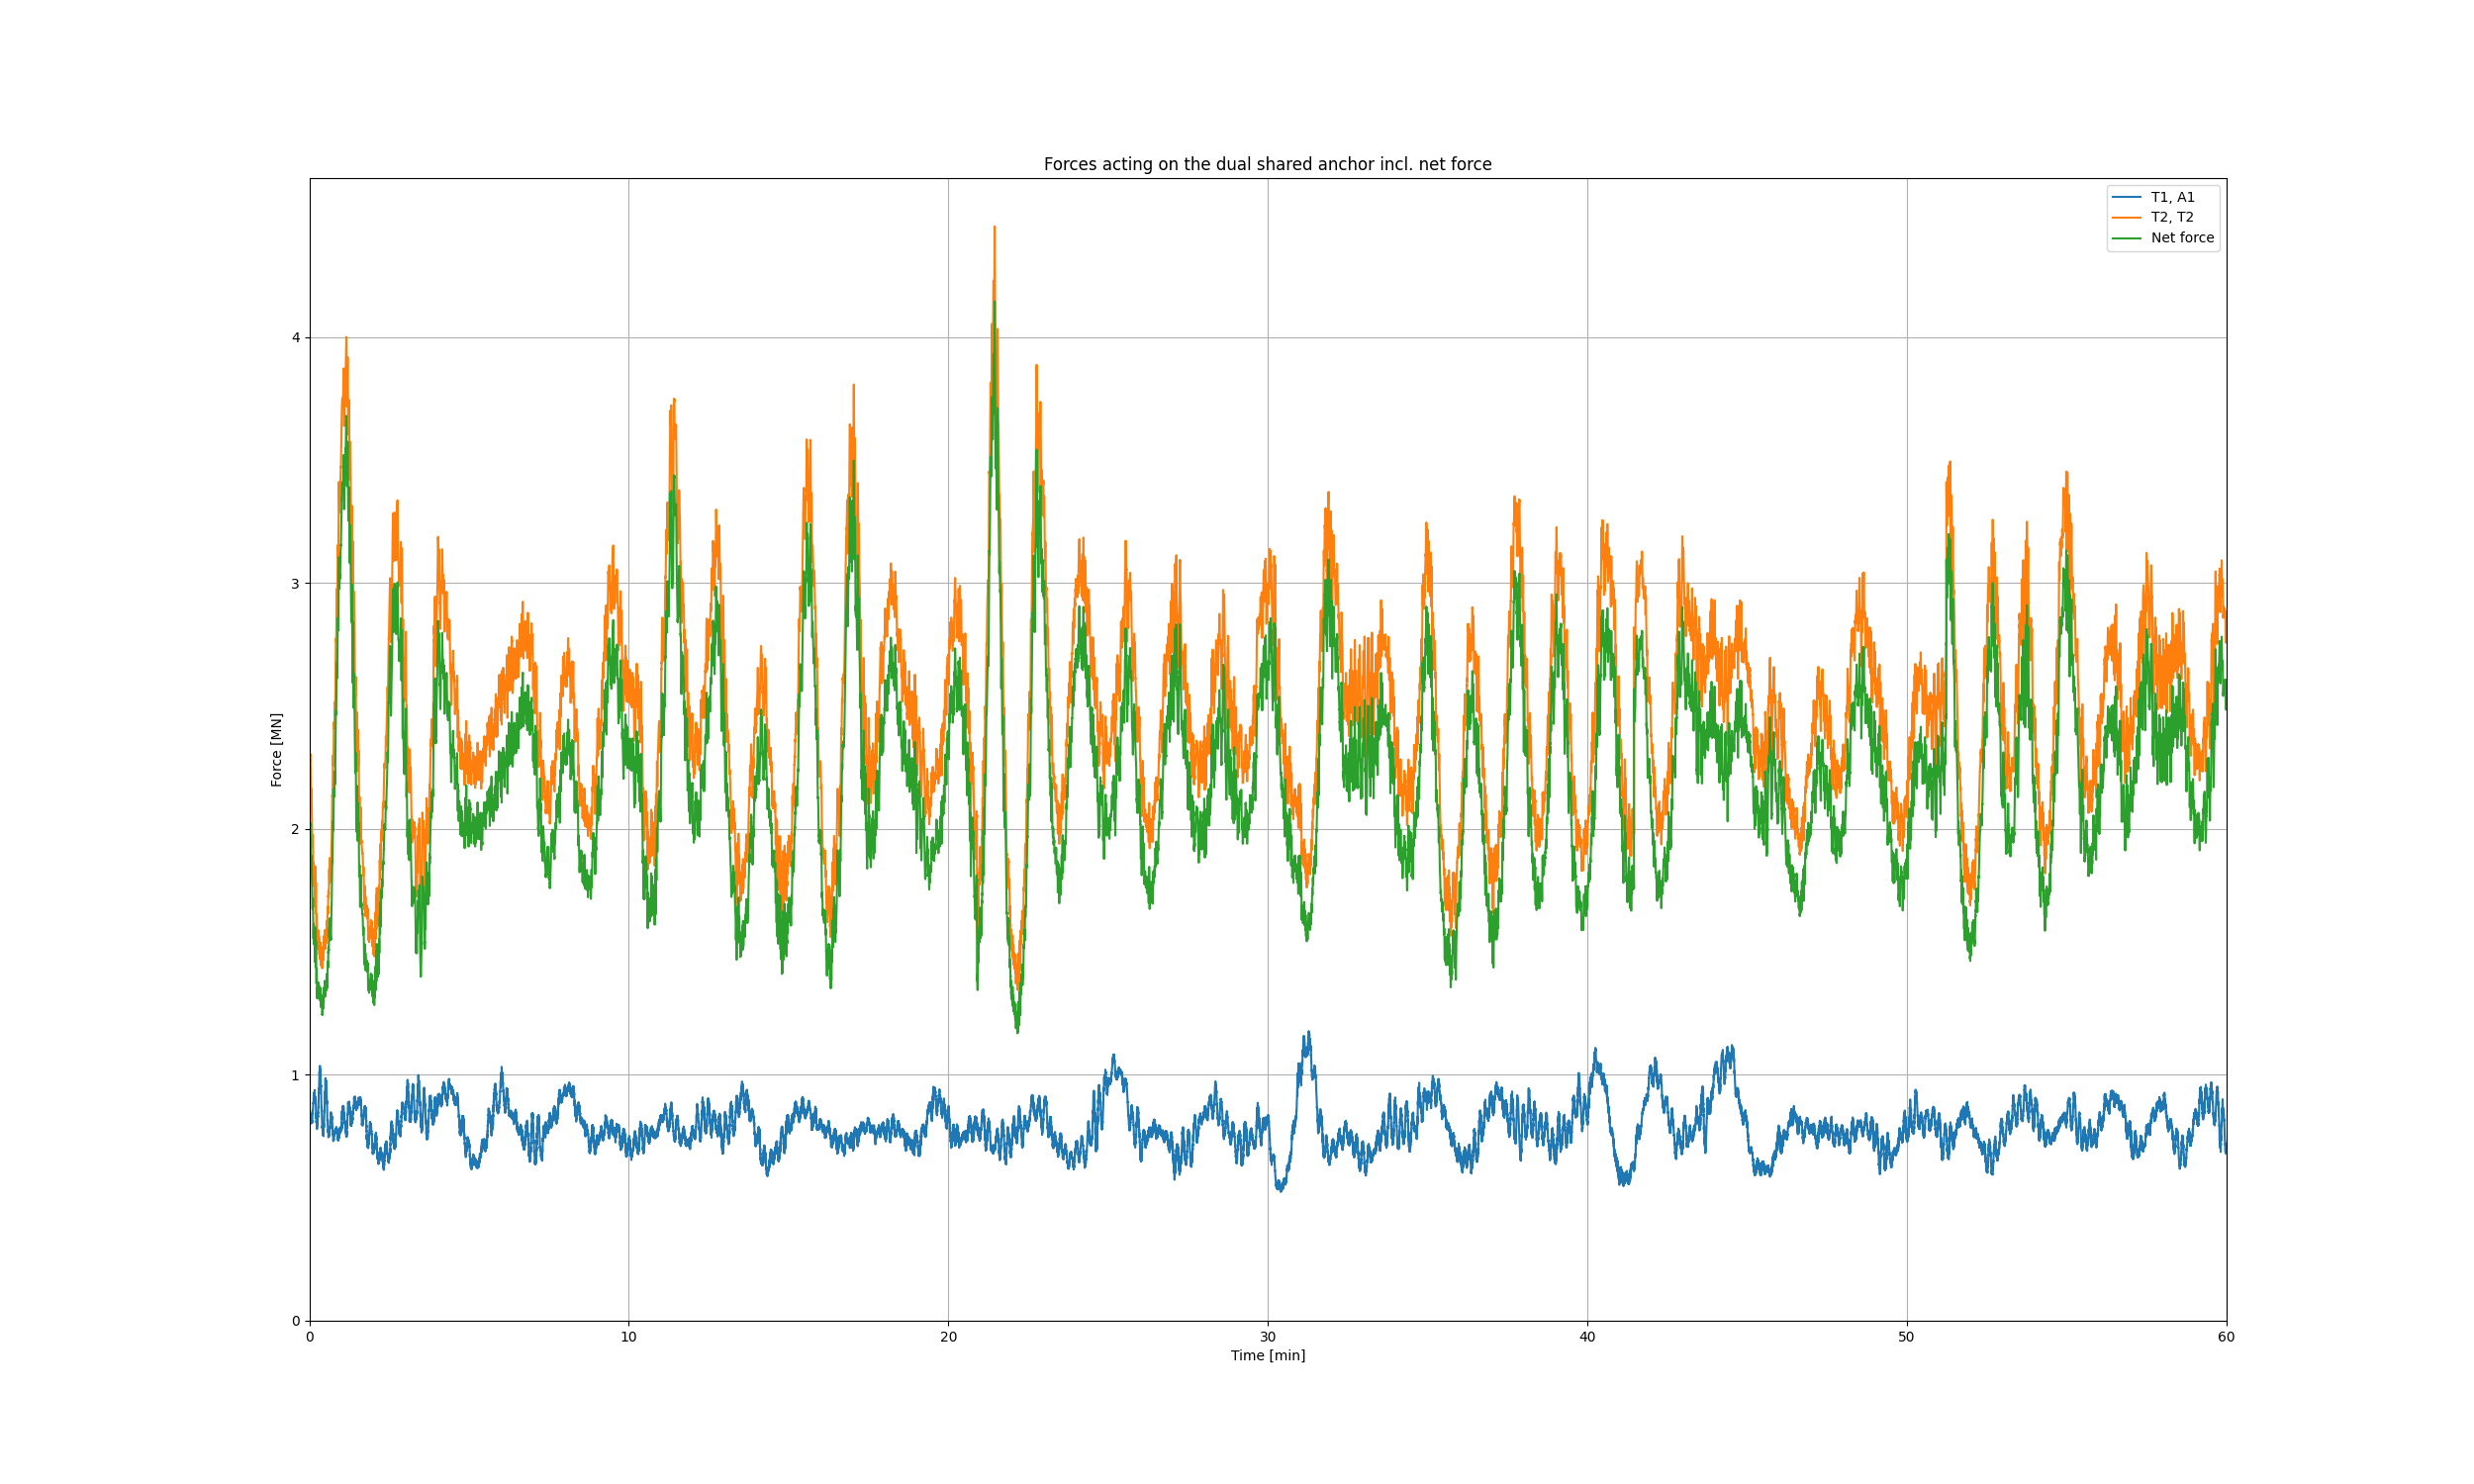 Forces acting on the dual shared anchor incl. net force
T1, A1
T2, T2
Net force
Force [MN]
4
3
2
1
0
0 10 20 30 40 50 60
Time [min]